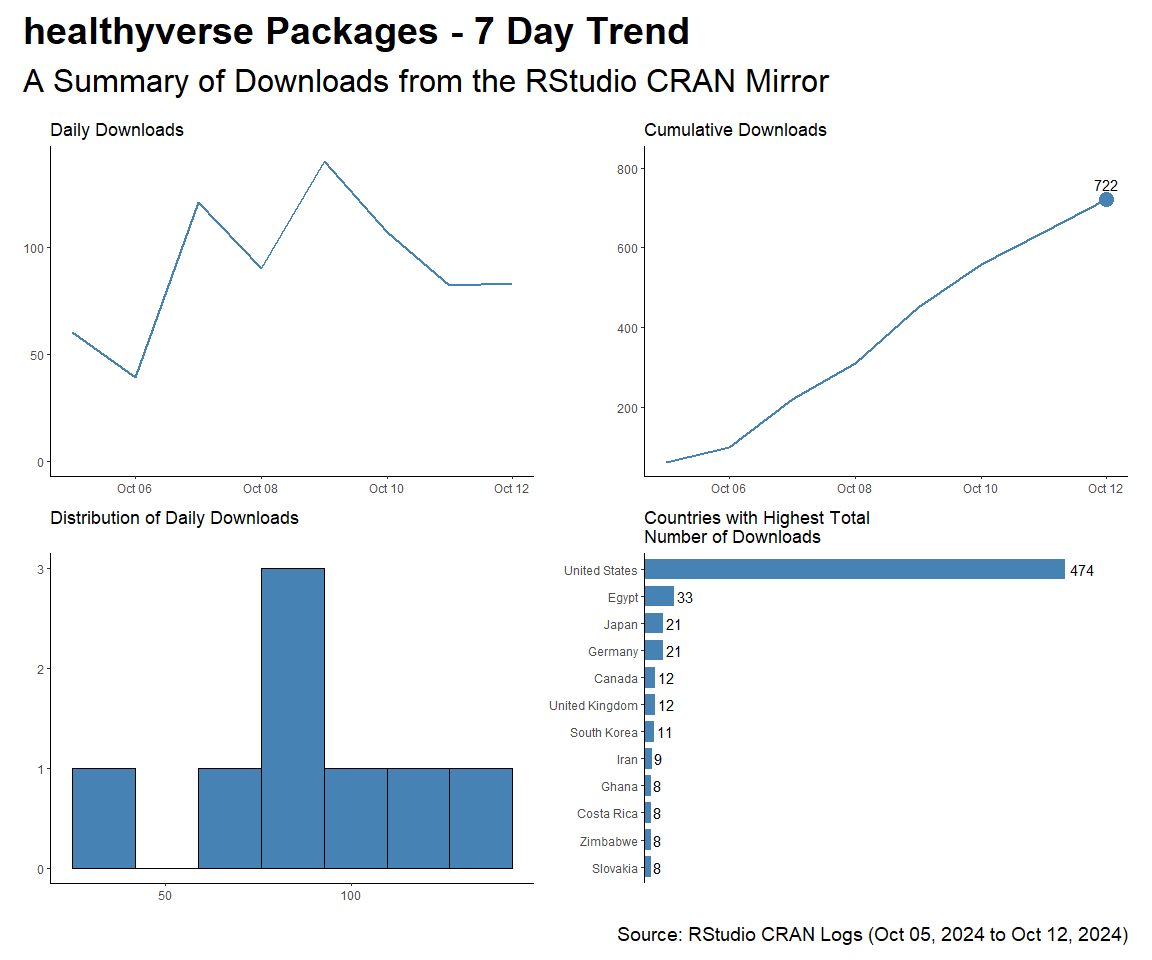 healthyverse Packages - 7 Day Trend
A Summary of Downloads from the RStudio CRAN Mirror
Daily Downloads
100
50
0
Oct 06
Oct 08
Oct 10
Oct 12
Cumulative Downloads
800
600
400
200
722
Oct 06
Oct 08
Oct 10
Oct 12
Distribution of Daily Downloads
3
2
1
0
50
100
Countries with Highest Total
Number of Downloads
United States 474
Egypt 33
Japan 21
Germany 21
Canada 12
United Kingdom 12
South Korea 11
Iran 9
Ghana 8
Costa Rica 8
Zimbabwe 8
Slovakia 8
Source: RStudio CRAN Logs (Oct 05, 2024 to Oct 12, 2024)